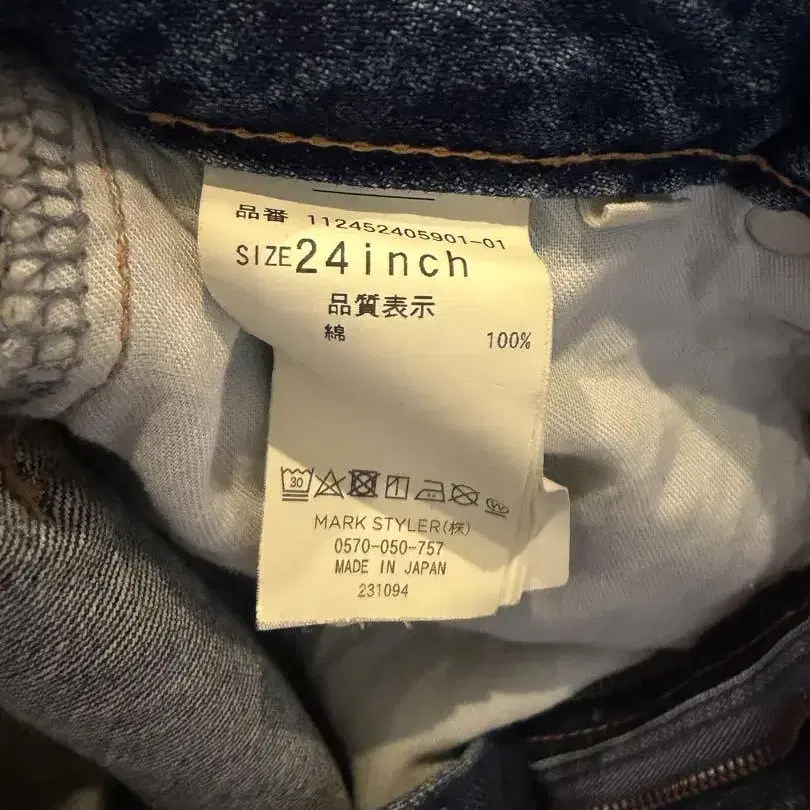 品番 112452405901-01
SIZE24inch
品質表示
綿 100%
30
MARK STYLER(株)
0570-050-757
MADE IN JAPAN
231094